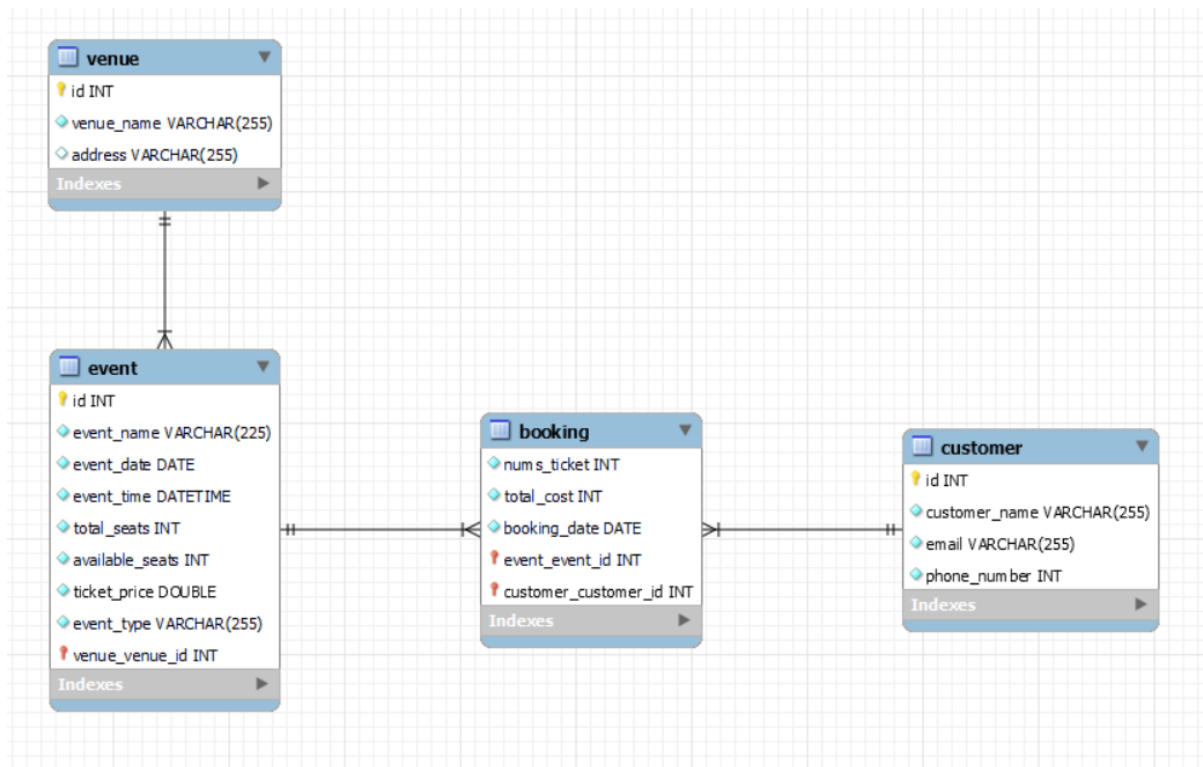 venue
id INT
venue_name VARCHAR(255)
address VARCHAR(255)
Indexes
event
id INT
event_name VARCHAR(225)
event_date DATE
event_time DATETIME
total_seats INT
available_seats INT
ticket_price DOUBLE
event_type VARCHAR(255)
venue_venue_id INT
Indexes
booking
nums_ticket INT
total_cost INT
booking_date DATE
event_event_id INT
customer_customer_id INT
Indexes
customer
id INT
customer_name VARCHAR(255)
email VARCHAR(255)
phone_number INT
Indexes